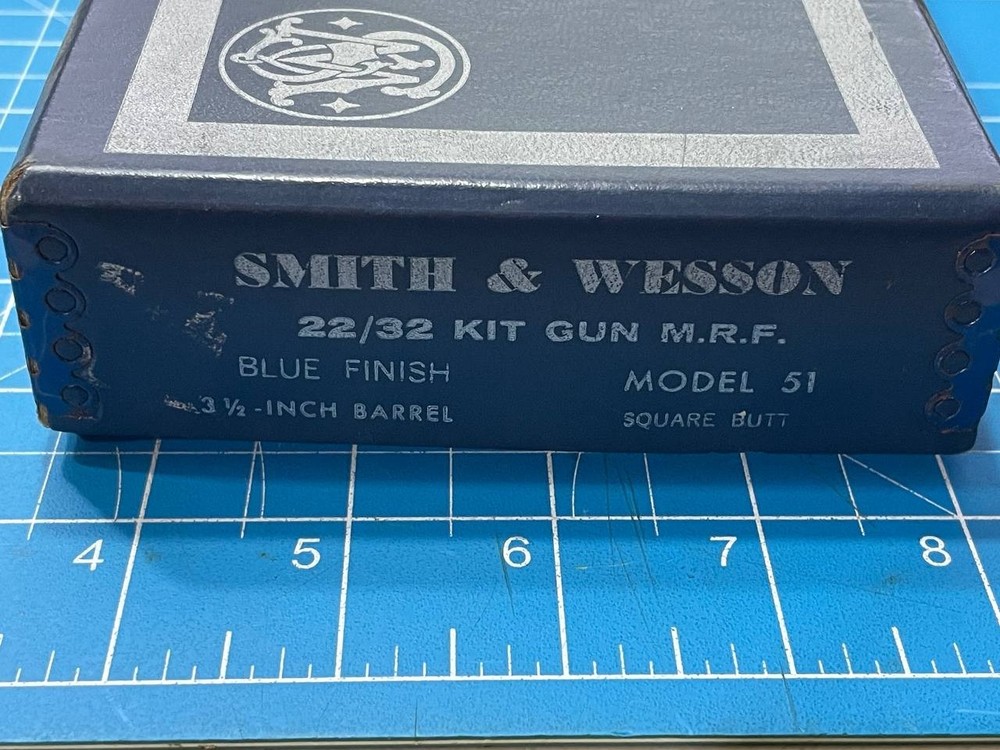 SMITH & WESSON
22/32 KIT GUN M.R.F.
BLUE FINISH MODEL 51
3 ½-INCH BARREL SQUARE BUTT
4 5 6 7 8